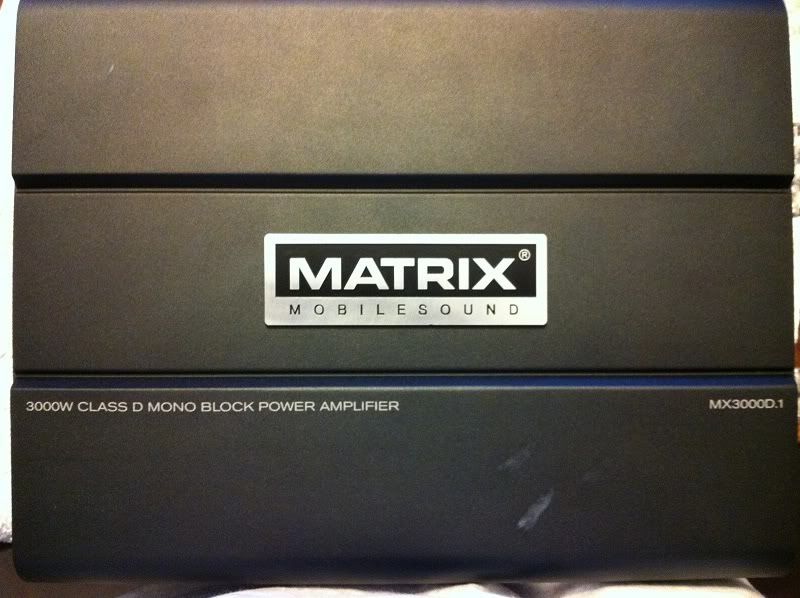 MATRIX®
MOBILESOUND
3000W CLASS D MONO BLOCK POWER AMPLIFIER
MX3000D.1